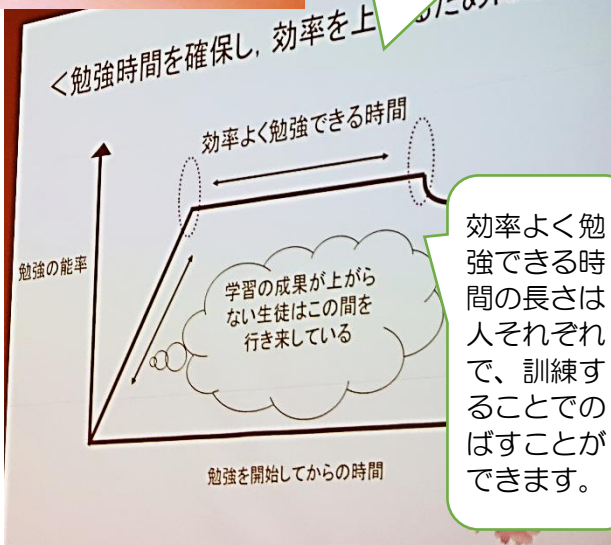 <勉強時間を確保し,効率を上
効率よく勉強できる時間
勉強の能率
学習の成果が上がら
ない生徒はこの間を
行き来している
勉強を開始してからの時間
効率よく勉
強できる時
間の長さは
人それぞれ
で、訓練す
ることでの
ばすことが
できます。